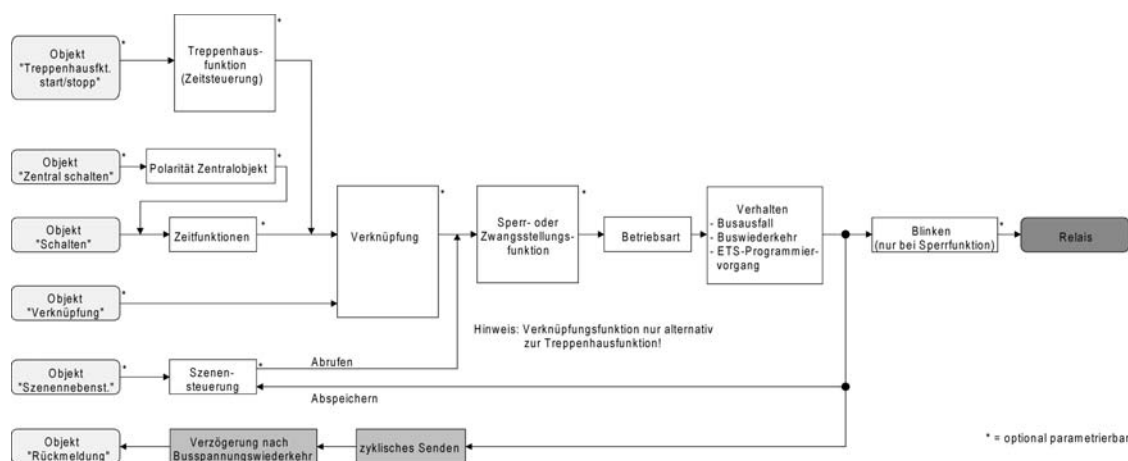 Objekt
"Treppenhausfkt.
start/stopp"
*
Treppenhaus-
funktion
(Zeitsteuerung)
*
Objekt
"Zentral schalten"
*
Polarität Zentralobjekt
*
Objekt
"Schalten"
*
Zeitfunktionen
*
Verknüpfung
*
Sperr- oder
Zwangsstellungs-
funktion
*
Betriebsart
Verhalten
- Busausfall
- Buswiederkehr
- ETS-Programmier-
vorgang
Blinken
(nur bei Sperrfunktion)
*
Relais
Objekt
"Verknüpfung"
*
Hinweis: Verknüpfungsfunktion nur alternativ
zur Treppenhausfunktion!
Objekt
"Szenennebenst."
*
Szenen-
steuerung
*
Abrufen
Abspeichern
Objekt
"Rückmeldung"
*
Verzögerung nach
Busspannungswiederkehr
zyklisches Senden
* = optional parametrierbar